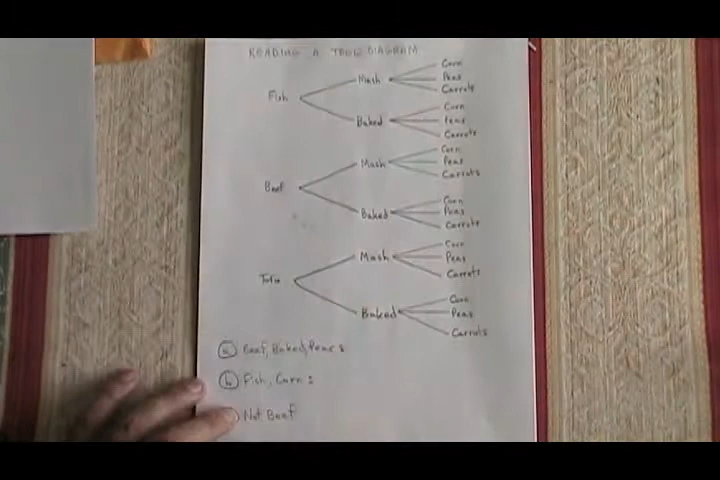 READING A TREE DIAGRAM
Corn
Mash Peas
Carrots
Fish
Corn
Baked Peas
Carrots
Corn
Mash Peas
Carrots
Beef
Corn
Baked Peas
Carrots
Corn
Mash Peas
Carrots
Tofu
Corn
Baked Peas
Carrots
a Beef, Baked, Pears
b Fish, Corn
Not Beef